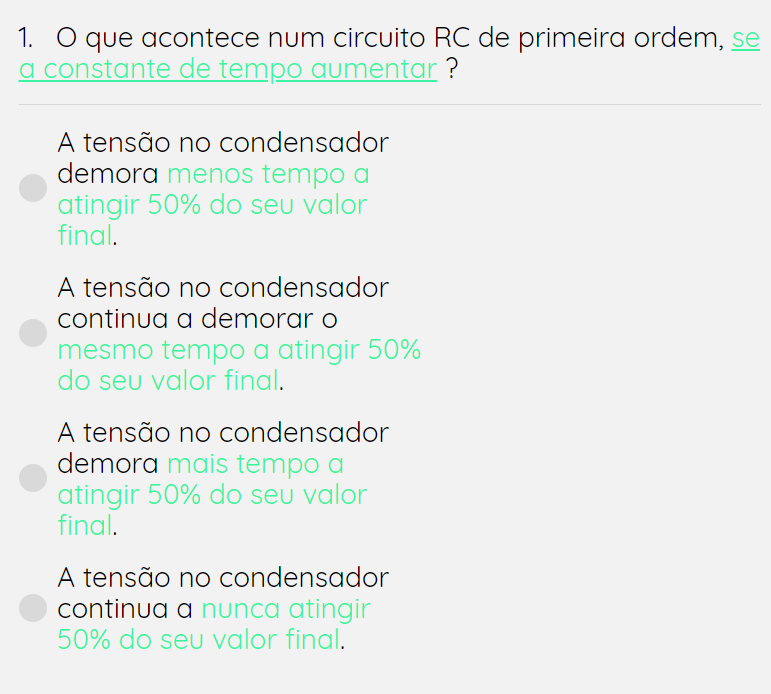 1. O que acontece num circuito RC de primeira ordem, se
a constante de tempo aumentar ?
A tensão no condensador
demora menos tempo a
atingir 50% do seu valor
final.
A tensão no condensador
continua a demorar o
mesmo tempo a atingir 50%
do seu valor final.
A tensão no condensador
demora mais tempo a
atingir 50% do seu valor
final.
A tensão no condensador
continua a nunca atingir
50% do seu valor final.